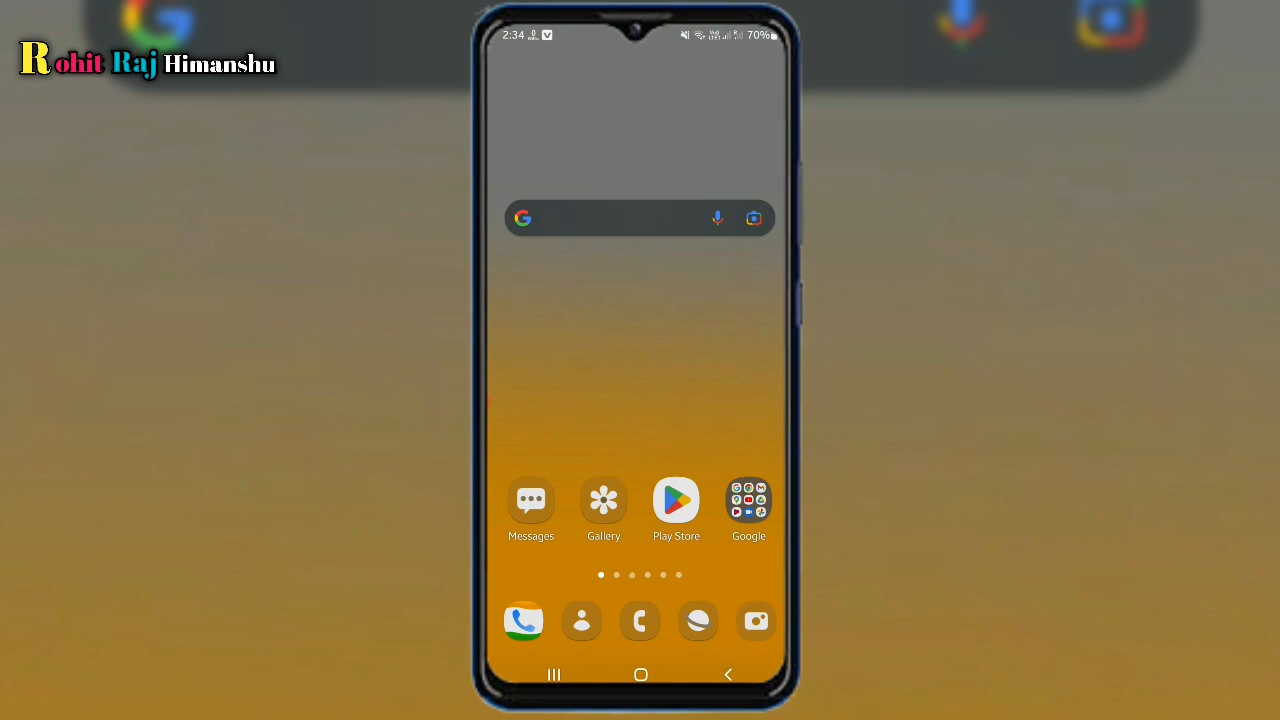 Rohit Raj Himanshu
2:34
70%
Messages
Gallery
Play Store
Google